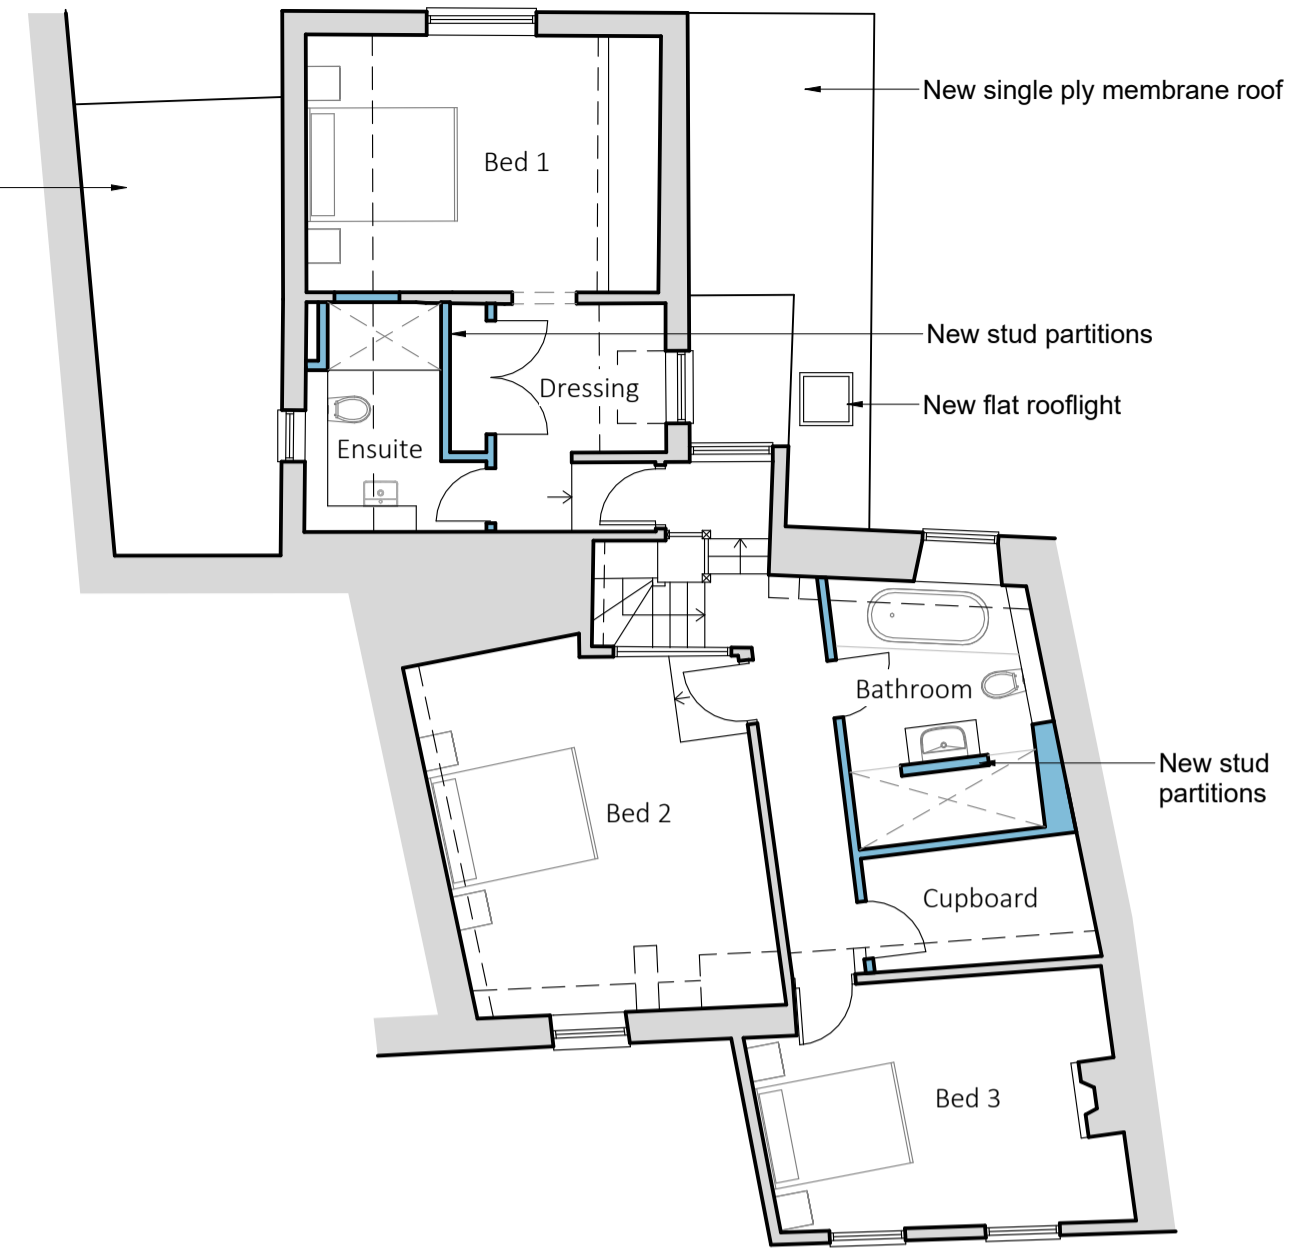 New single ply membrane roof
Bed 1
New stud partitions
Dressing
New flat rooflight
Ensuite
Bathroom
New stud
partitions
Bed 2
Cupboard
Bed 3